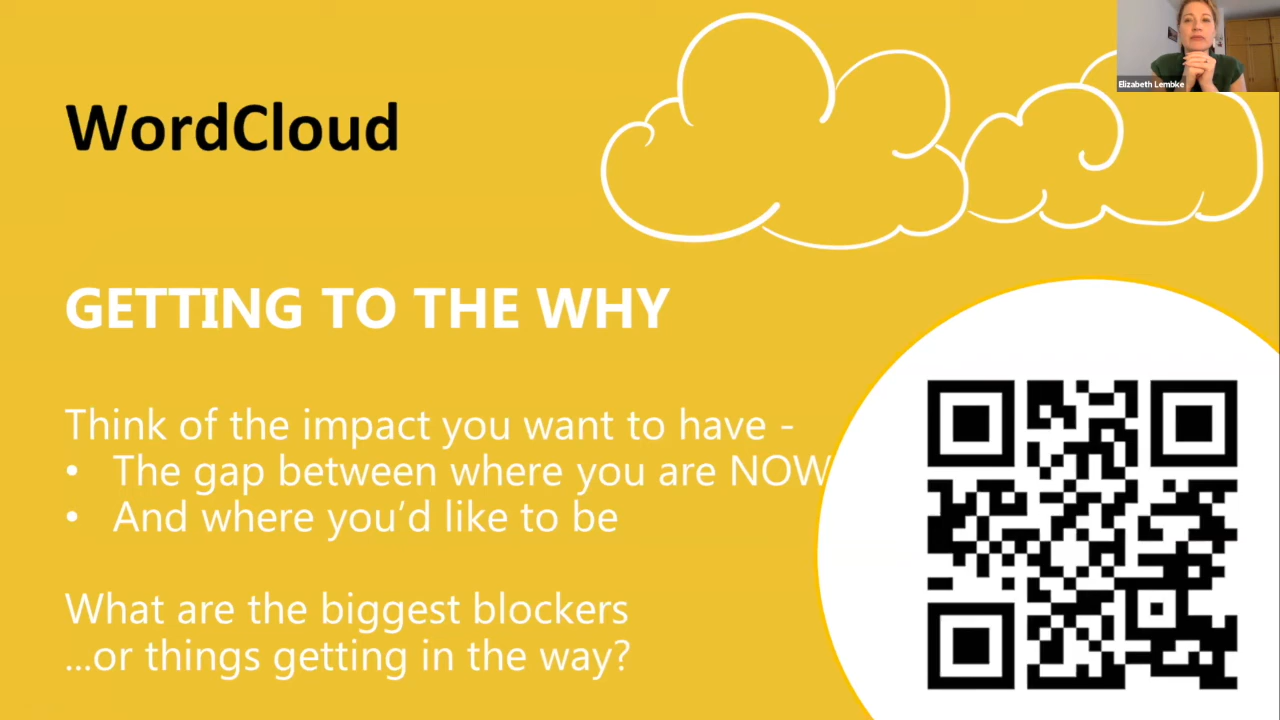 Elizabeth Lembke
WordCloud
GETTING TO THE WHY
Think of the impact you want to have -
• The gap between where you are NOW
• And where you’d like to be
What are the biggest blockers
...or things getting in the way?